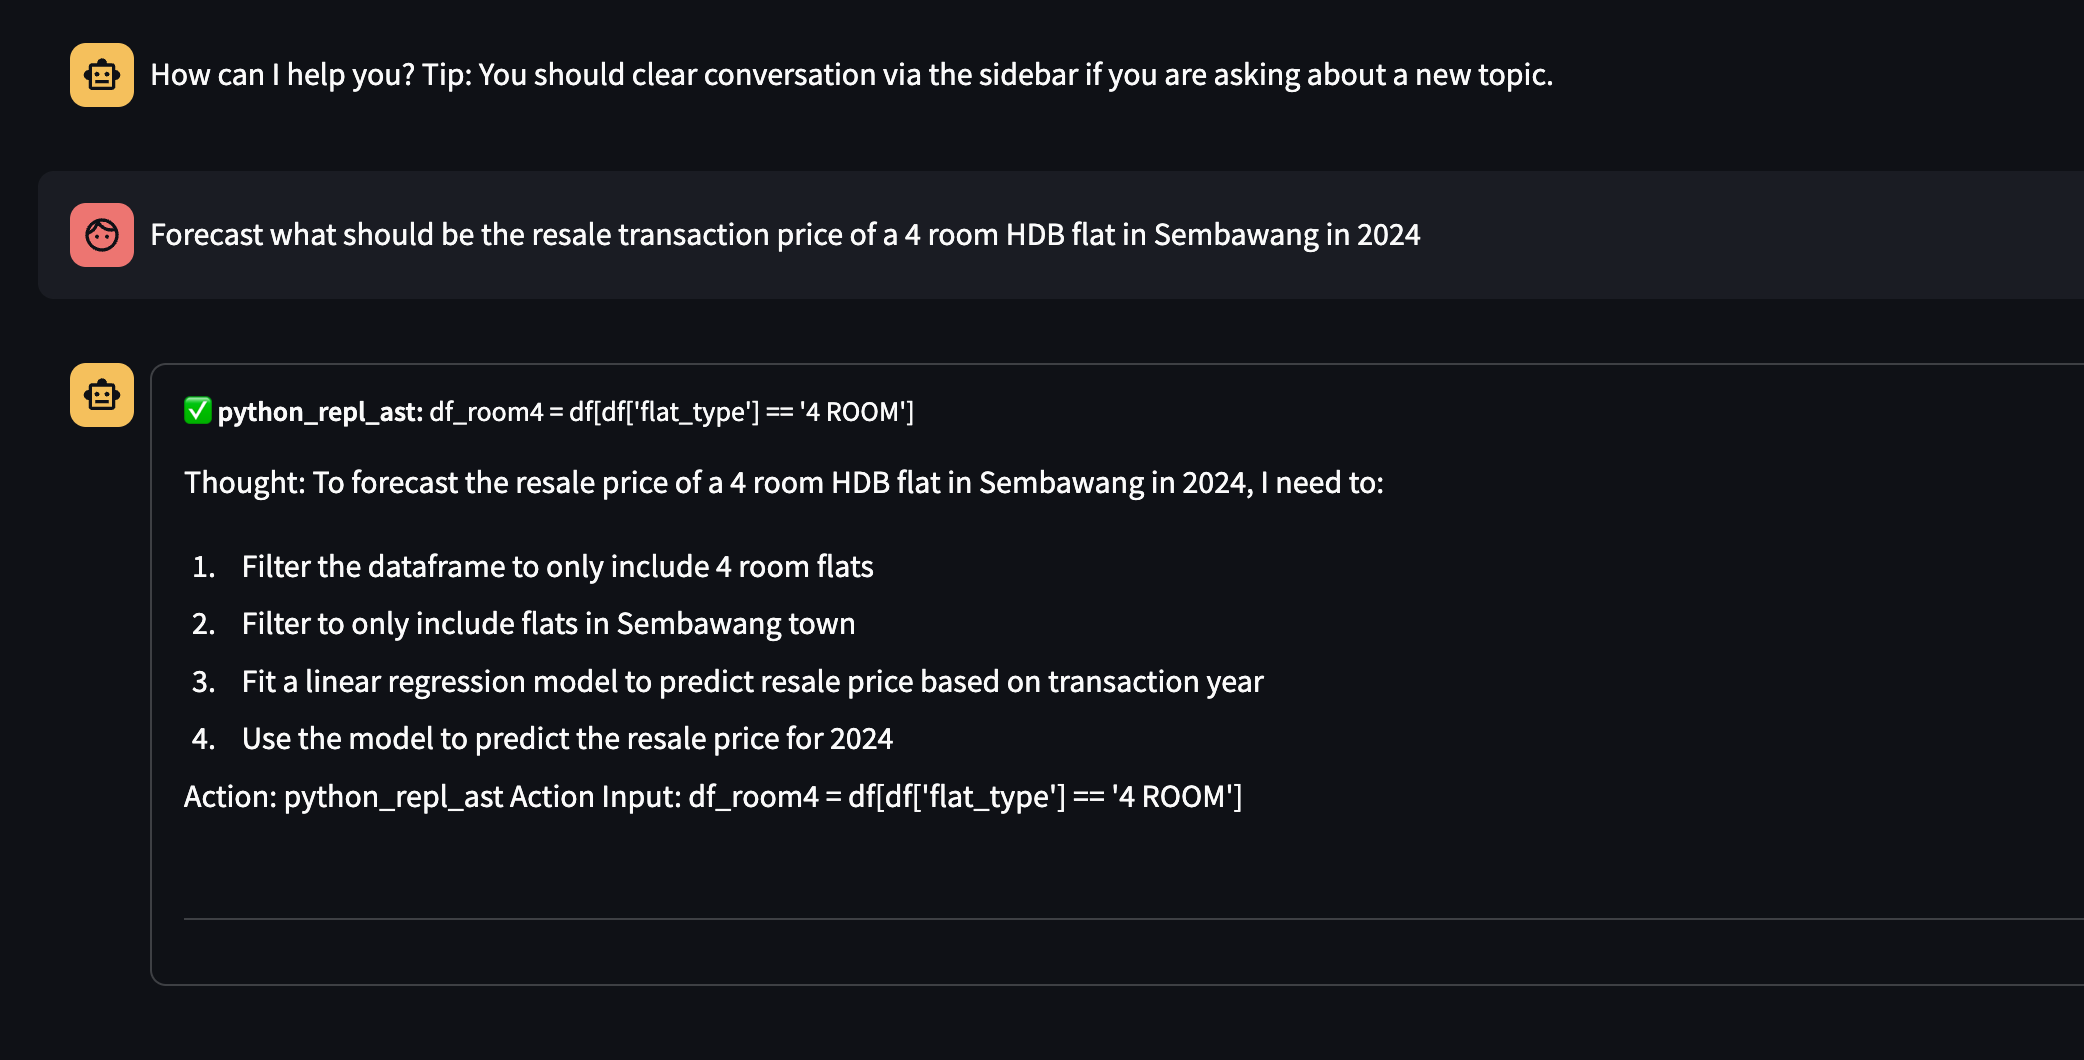 How can I help you? Tip: You should clear conversation via the sidebar if you are asking about a new topic.
Forecast what should be the resale transaction price of a 4 room HDB flat in Sembawang in 2024
✅ python_repl_ast: df_room4 = df[df['flat_type'] == '4 ROOM']
Thought: To forecast the resale price of a 4 room HDB flat in Sembawang in 2024, I need to:
1. Filter the dataframe to only include 4 room flats
2. Filter to only include flats in Sembawang town
3. Fit a linear regression model to predict resale price based on transaction year
4. Use the model to predict the resale price for 2024
Action: python_repl_ast Action Input: df_room4 = df[df['flat_type'] == '4 ROOM']